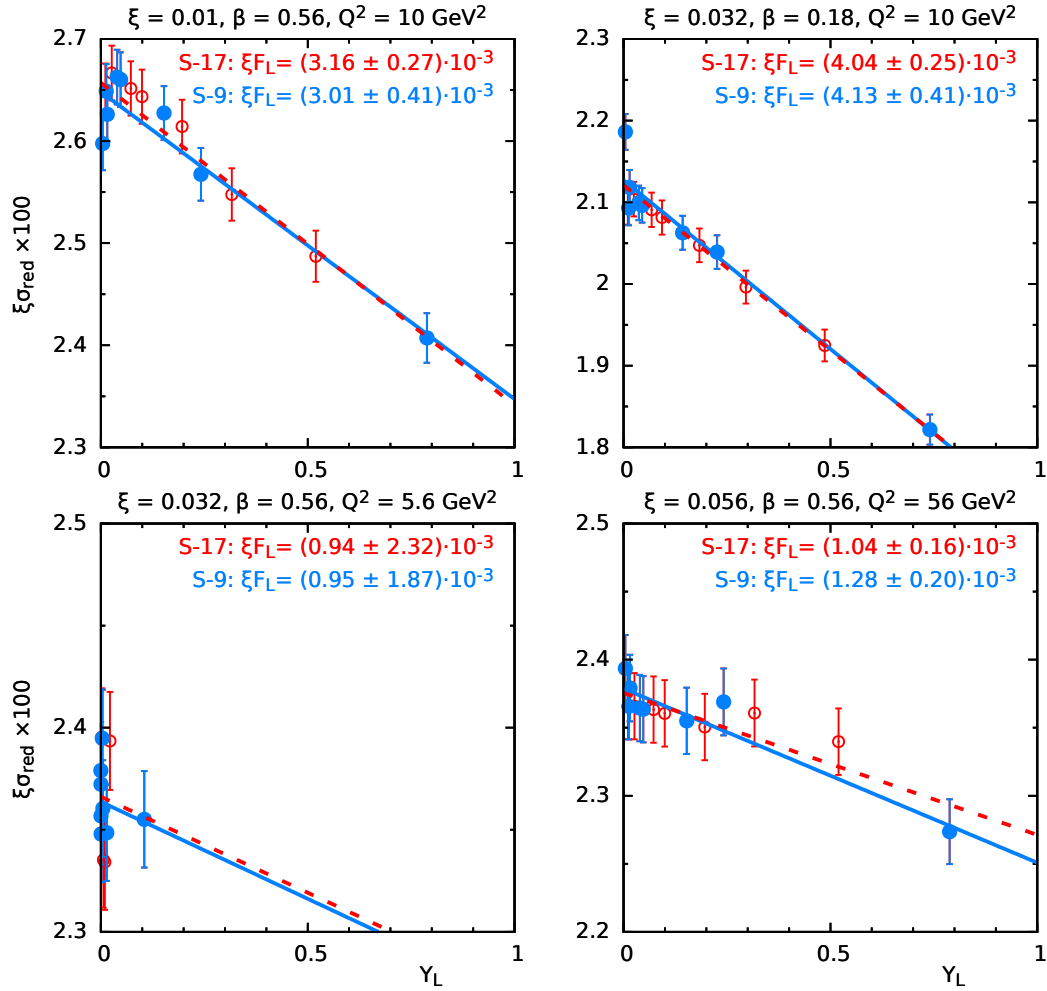 ξ = 0.01, β = 0.56, Q² = 10 GeV²
S-17: ξF_L= (3.16 ± 0.27)·10⁻³
S-9: ξF_L= (3.01 ± 0.41)·10⁻³
ξσ_red ×100
2.7
2.6
2.5
2.4
2.3
0
0.5
1
ξ = 0.032, β = 0.18, Q² = 10 GeV²
S-17: ξF_L= (4.04 ± 0.25)·10⁻³
S-9: ξF_L= (4.13 ± 0.41)·10⁻³
2.3
2.2
2.1
2
1.9
1.8
0
0.5
1
ξ = 0.032, β = 0.56, Q² = 5.6 GeV²
S-17: ξF_L= (0.94 ± 2.32)·10⁻³
S-9: ξF_L= (0.95 ± 1.87)·10⁻³
ξσ_red ×100
2.5
2.4
2.3
0
0.5
1
Y_L
ξ = 0.056, β = 0.56, Q² = 56 GeV²
S-17: ξF_L= (1.04 ± 0.16)·10⁻³
S-9: ξF_L= (1.28 ± 0.20)·10⁻³
2.5
2.4
2.3
2.2
0
0.5
1
Y_L